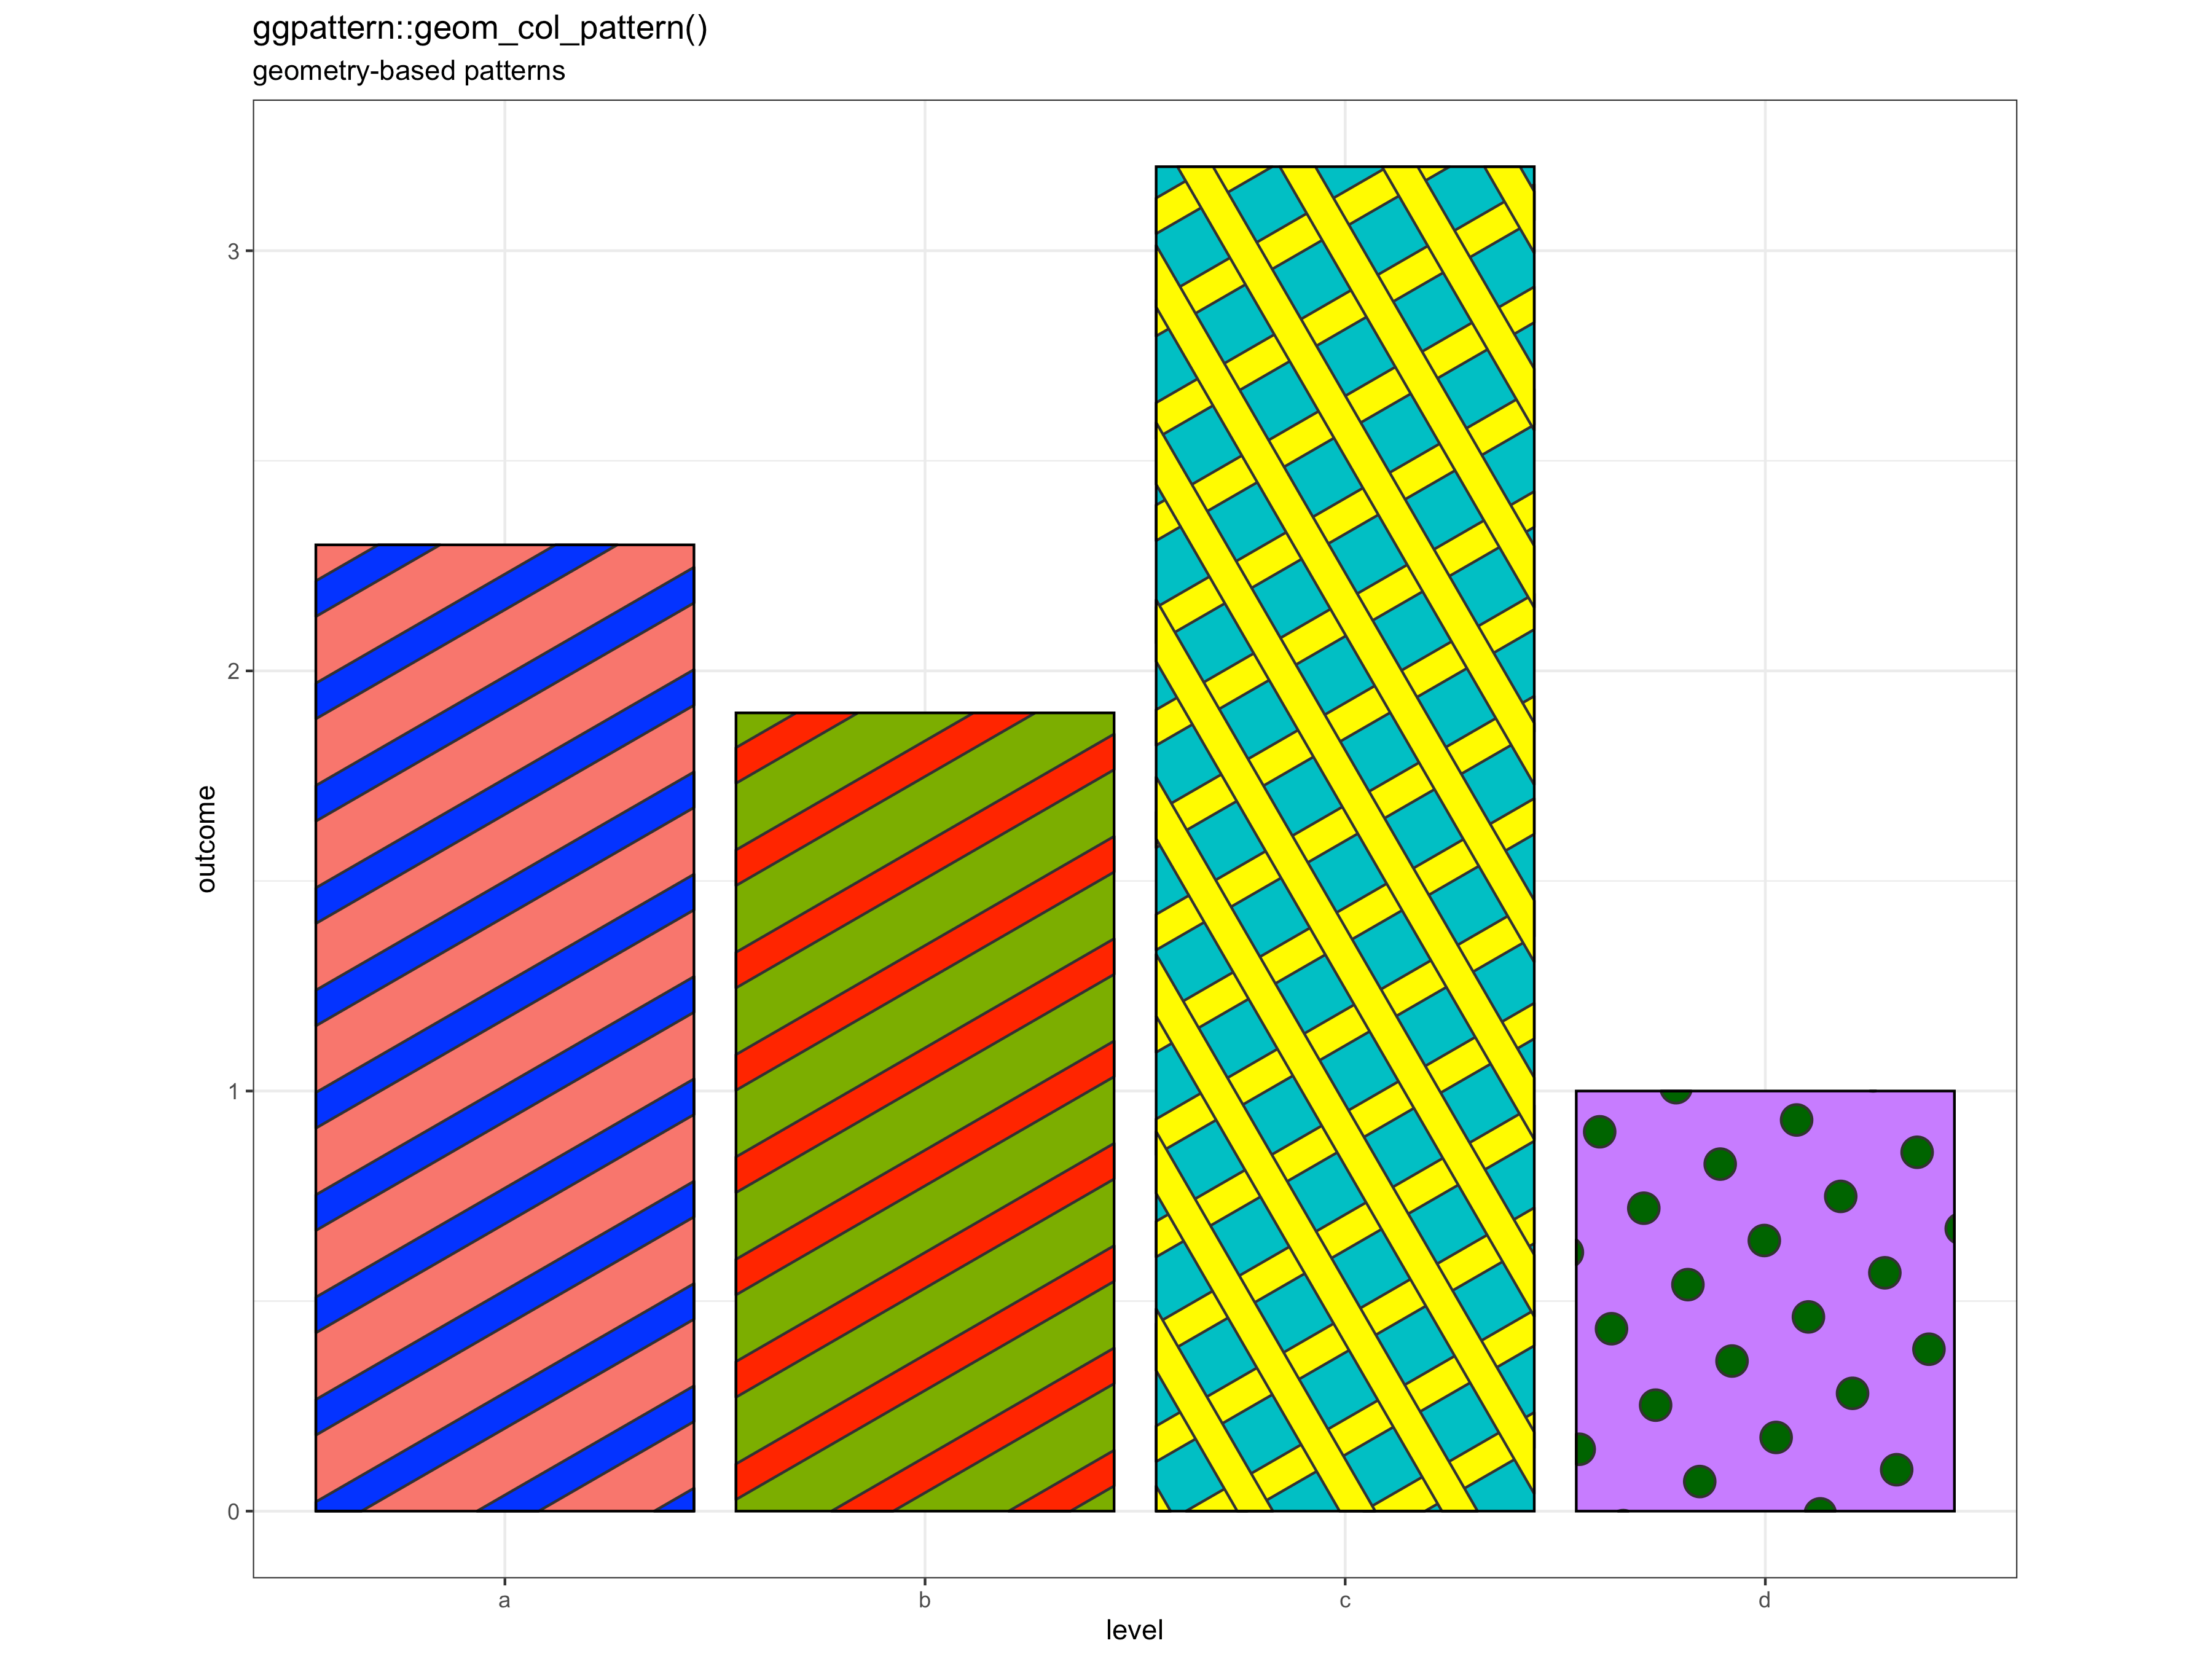 ggpattern::geom_col_pattern()
geometry-based patterns
3
2
1
0
outcome
a b c d
level